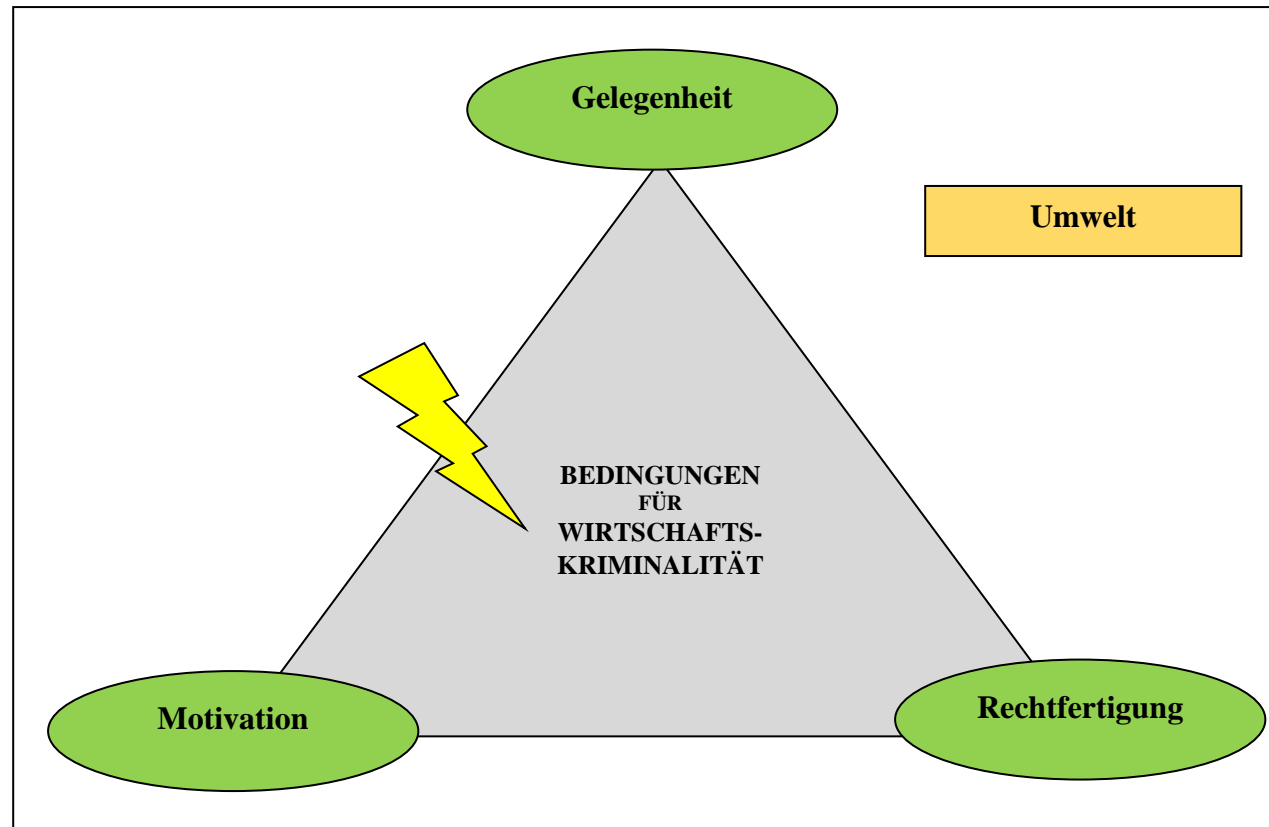 Gelegenheit
Umwelt
BEDINGUNGEN
FÜR
WIRTSCHAFTS-
KRIMINALITÄT
Motivation
Rechtfertigung